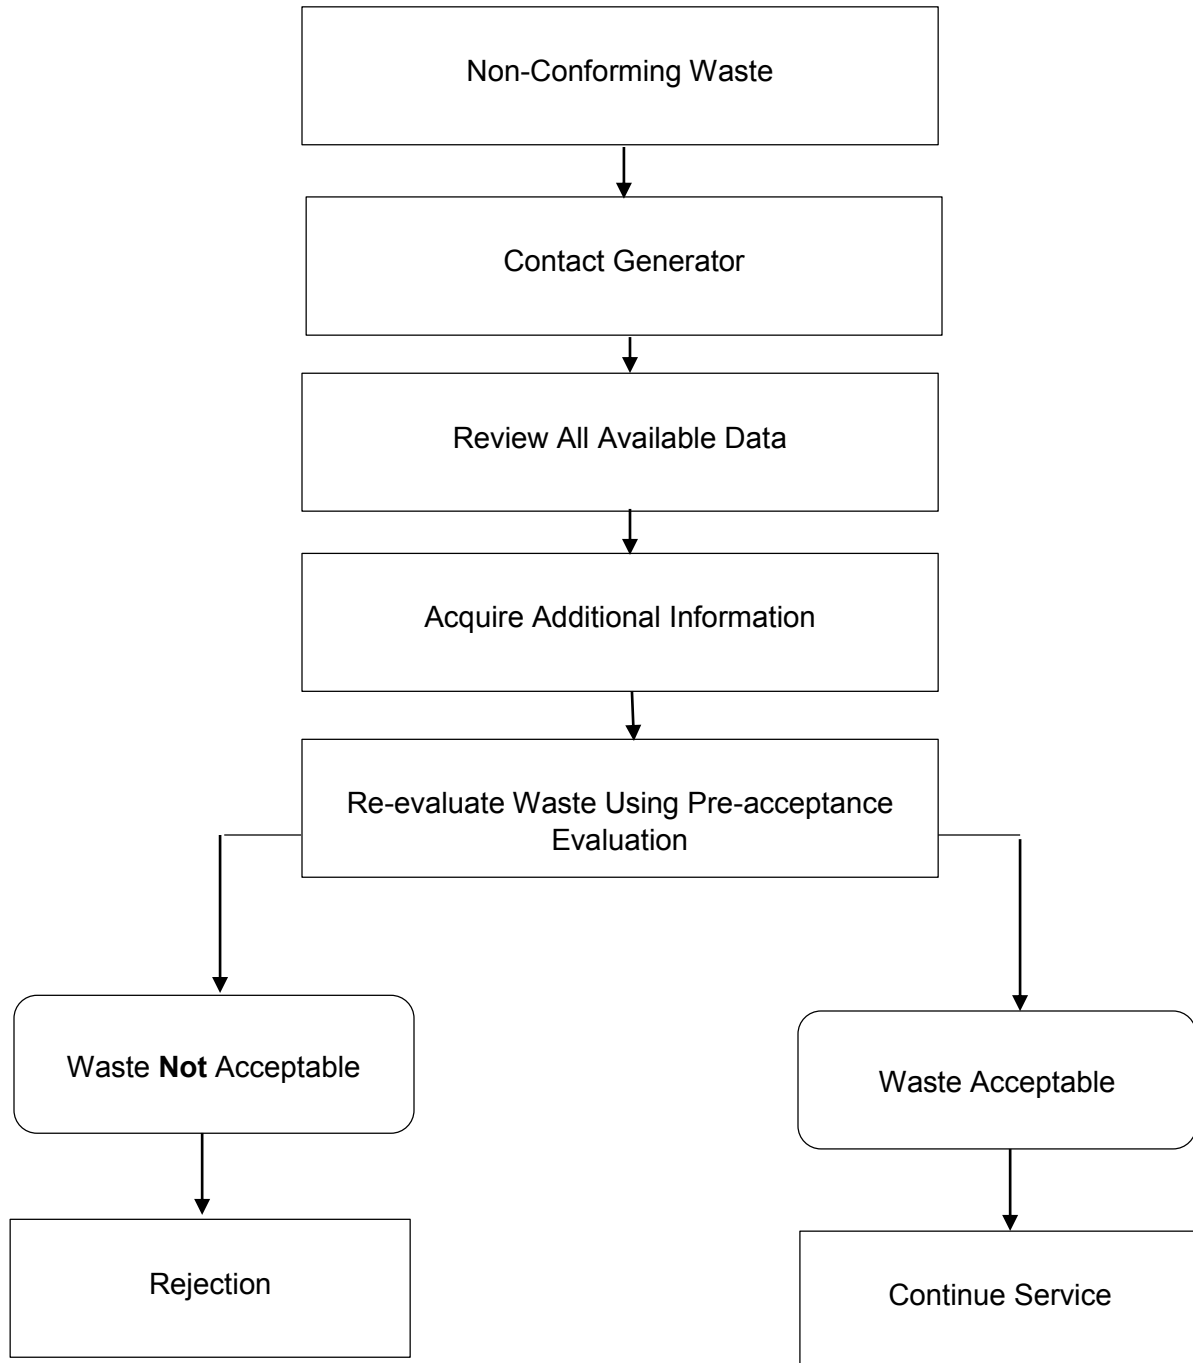 Non-Conforming Waste
Contact Generator
Review All Available Data
Acquire Additional Information
Re-evaluate Waste Using Pre-acceptance
Evaluation
Waste Not Acceptable
Waste Acceptable
Rejection
Continue Service